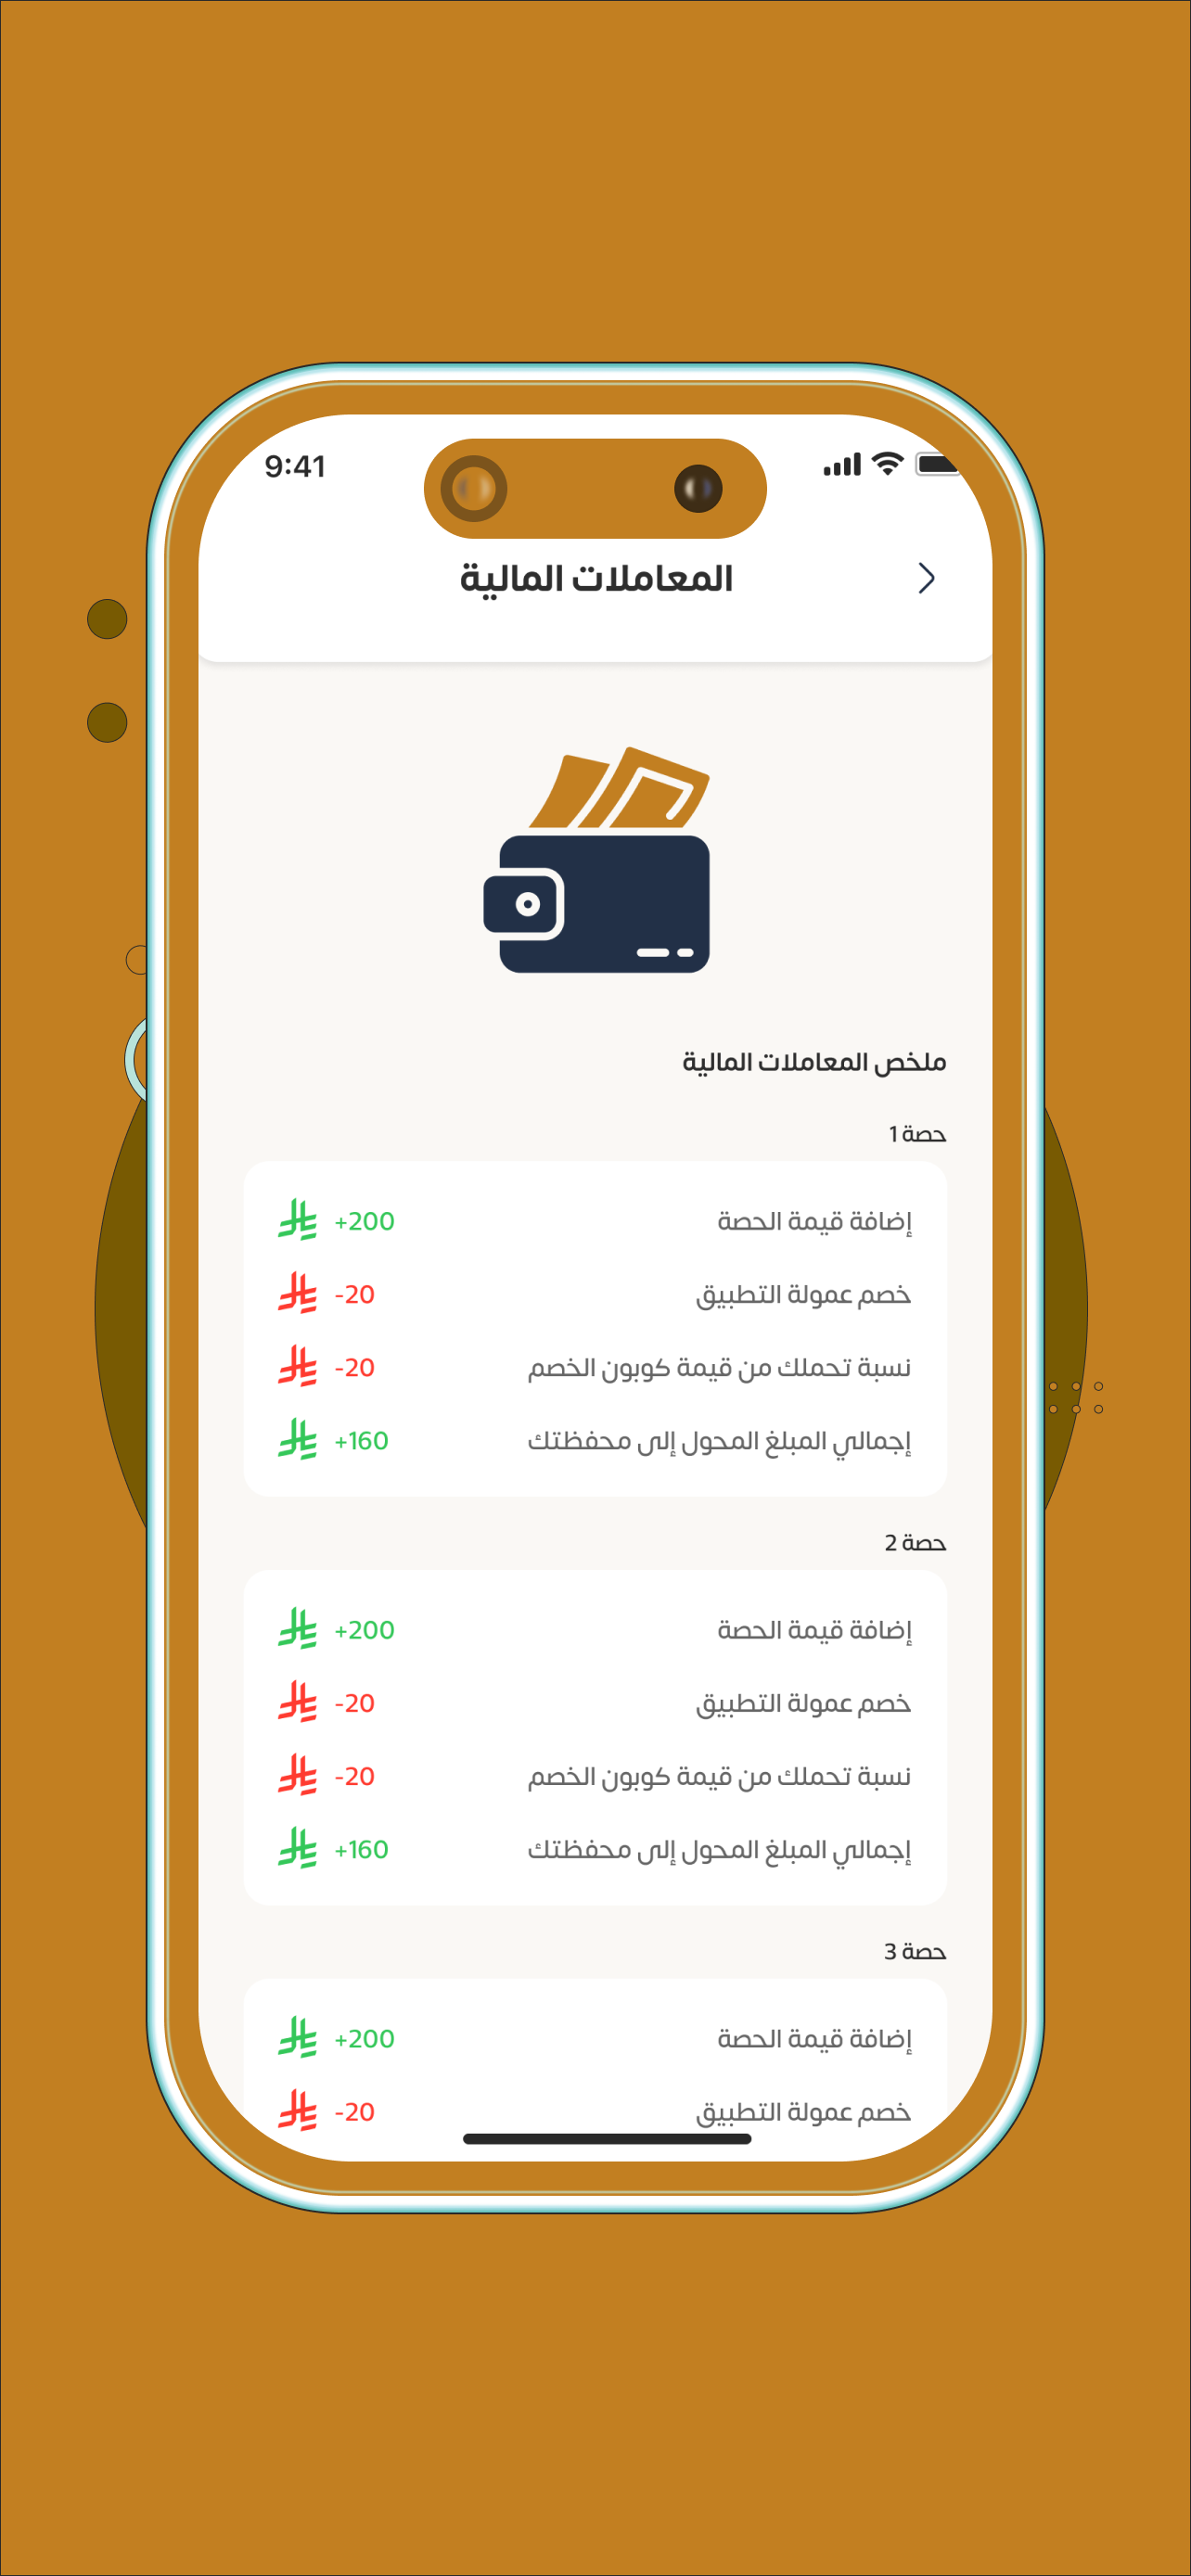 9:41
المعاملات المالية
ملخص المعاملات المالية
حصة 1
إضافة قيمة الحصة +200
خصم عمولة التطبيق -20
نسبة تحملك من قيمة كوبون الخصم -20
إجمالي المبلغ المحول إلى محفظتك +160
حصة 2
إضافة قيمة الحصة +200
خصم عمولة التطبيق -20
نسبة تحملك من قيمة كوبون الخصم -20
إجمالي المبلغ المحول إلى محفظتك +160
حصة 3
إضافة قيمة الحصة +200
خصم عمولة التطبيق -20